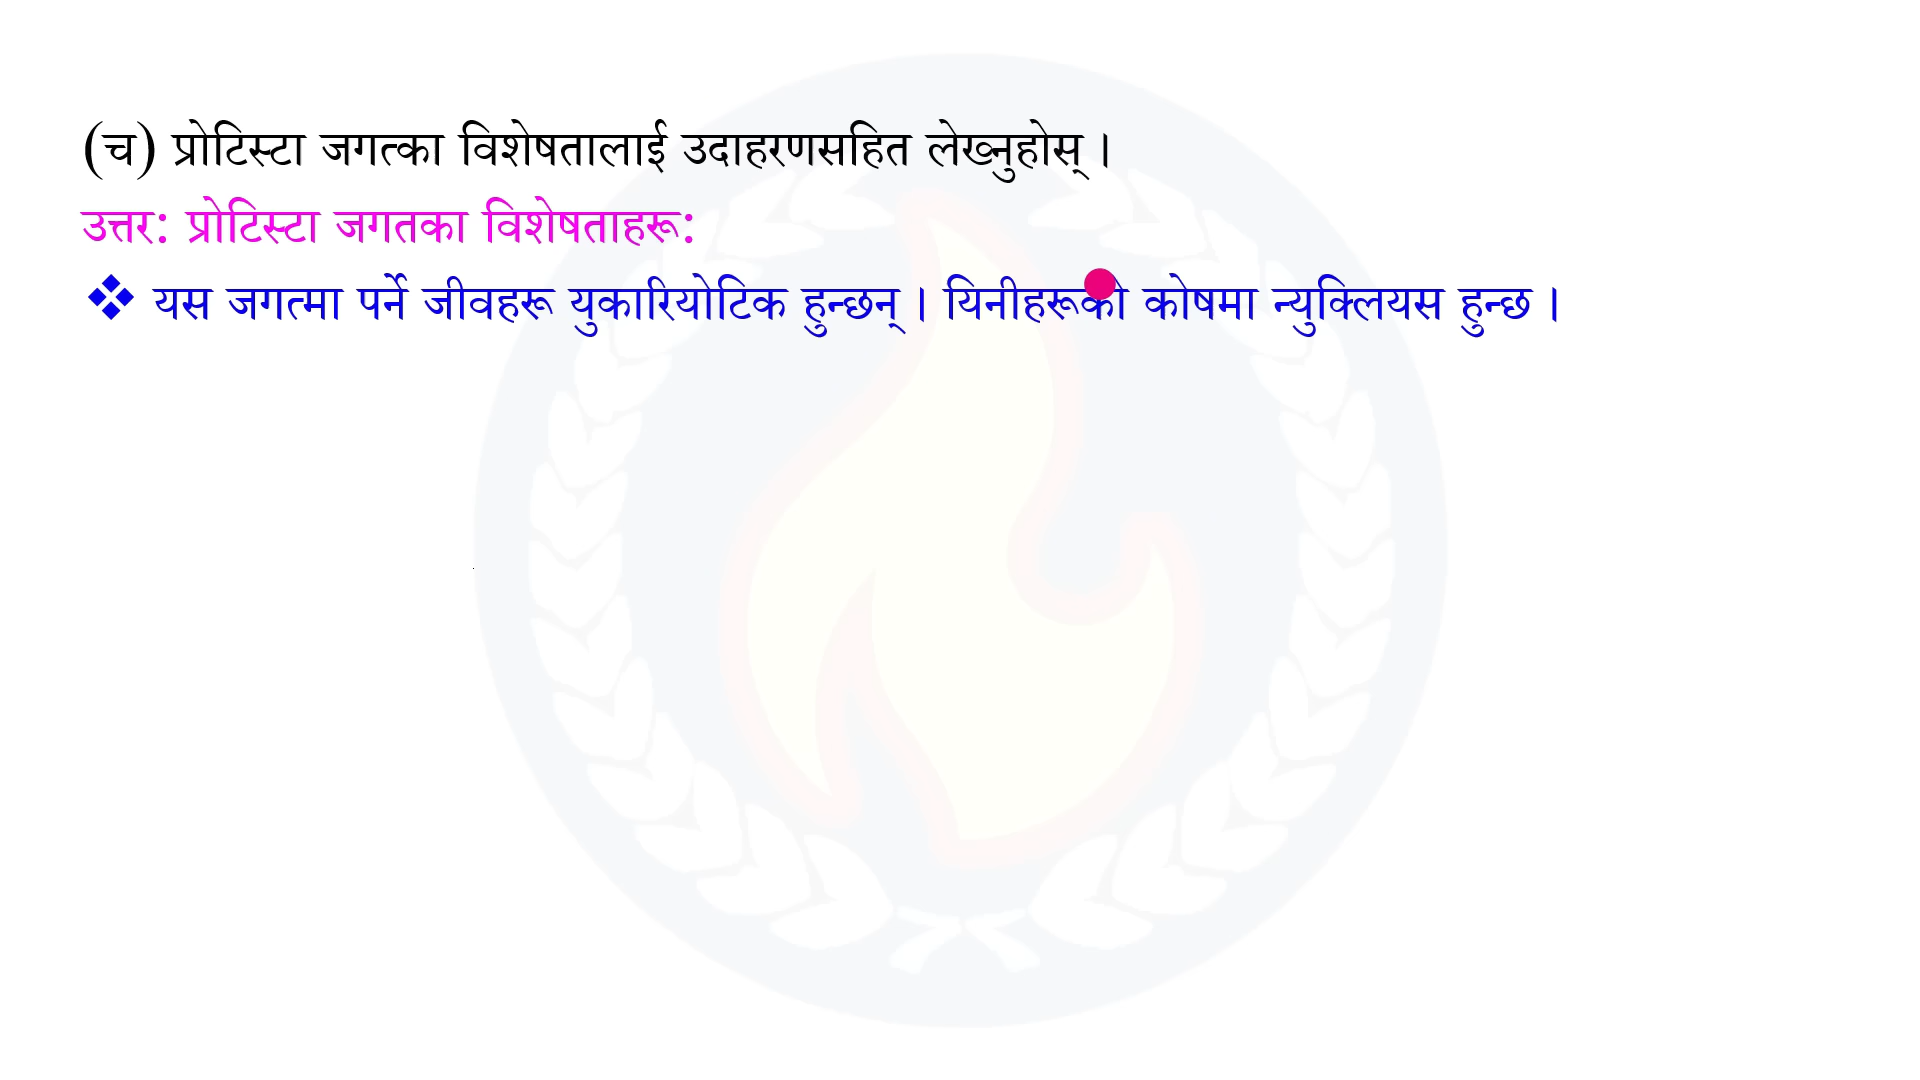 (च) प्रोटिस्टा जगत्का विशेषतालाई उदाहरणसहित लेख्नुहोस् ।
उत्तर: प्रोटिस्टा जगतका विशेषताहरू:
❖ यस जगत्मा पर्ने जीवहरू युकारियोटिक हुन्छन् । यिनीहरूको कोषमा न्युक्लियस हुन्छ ।